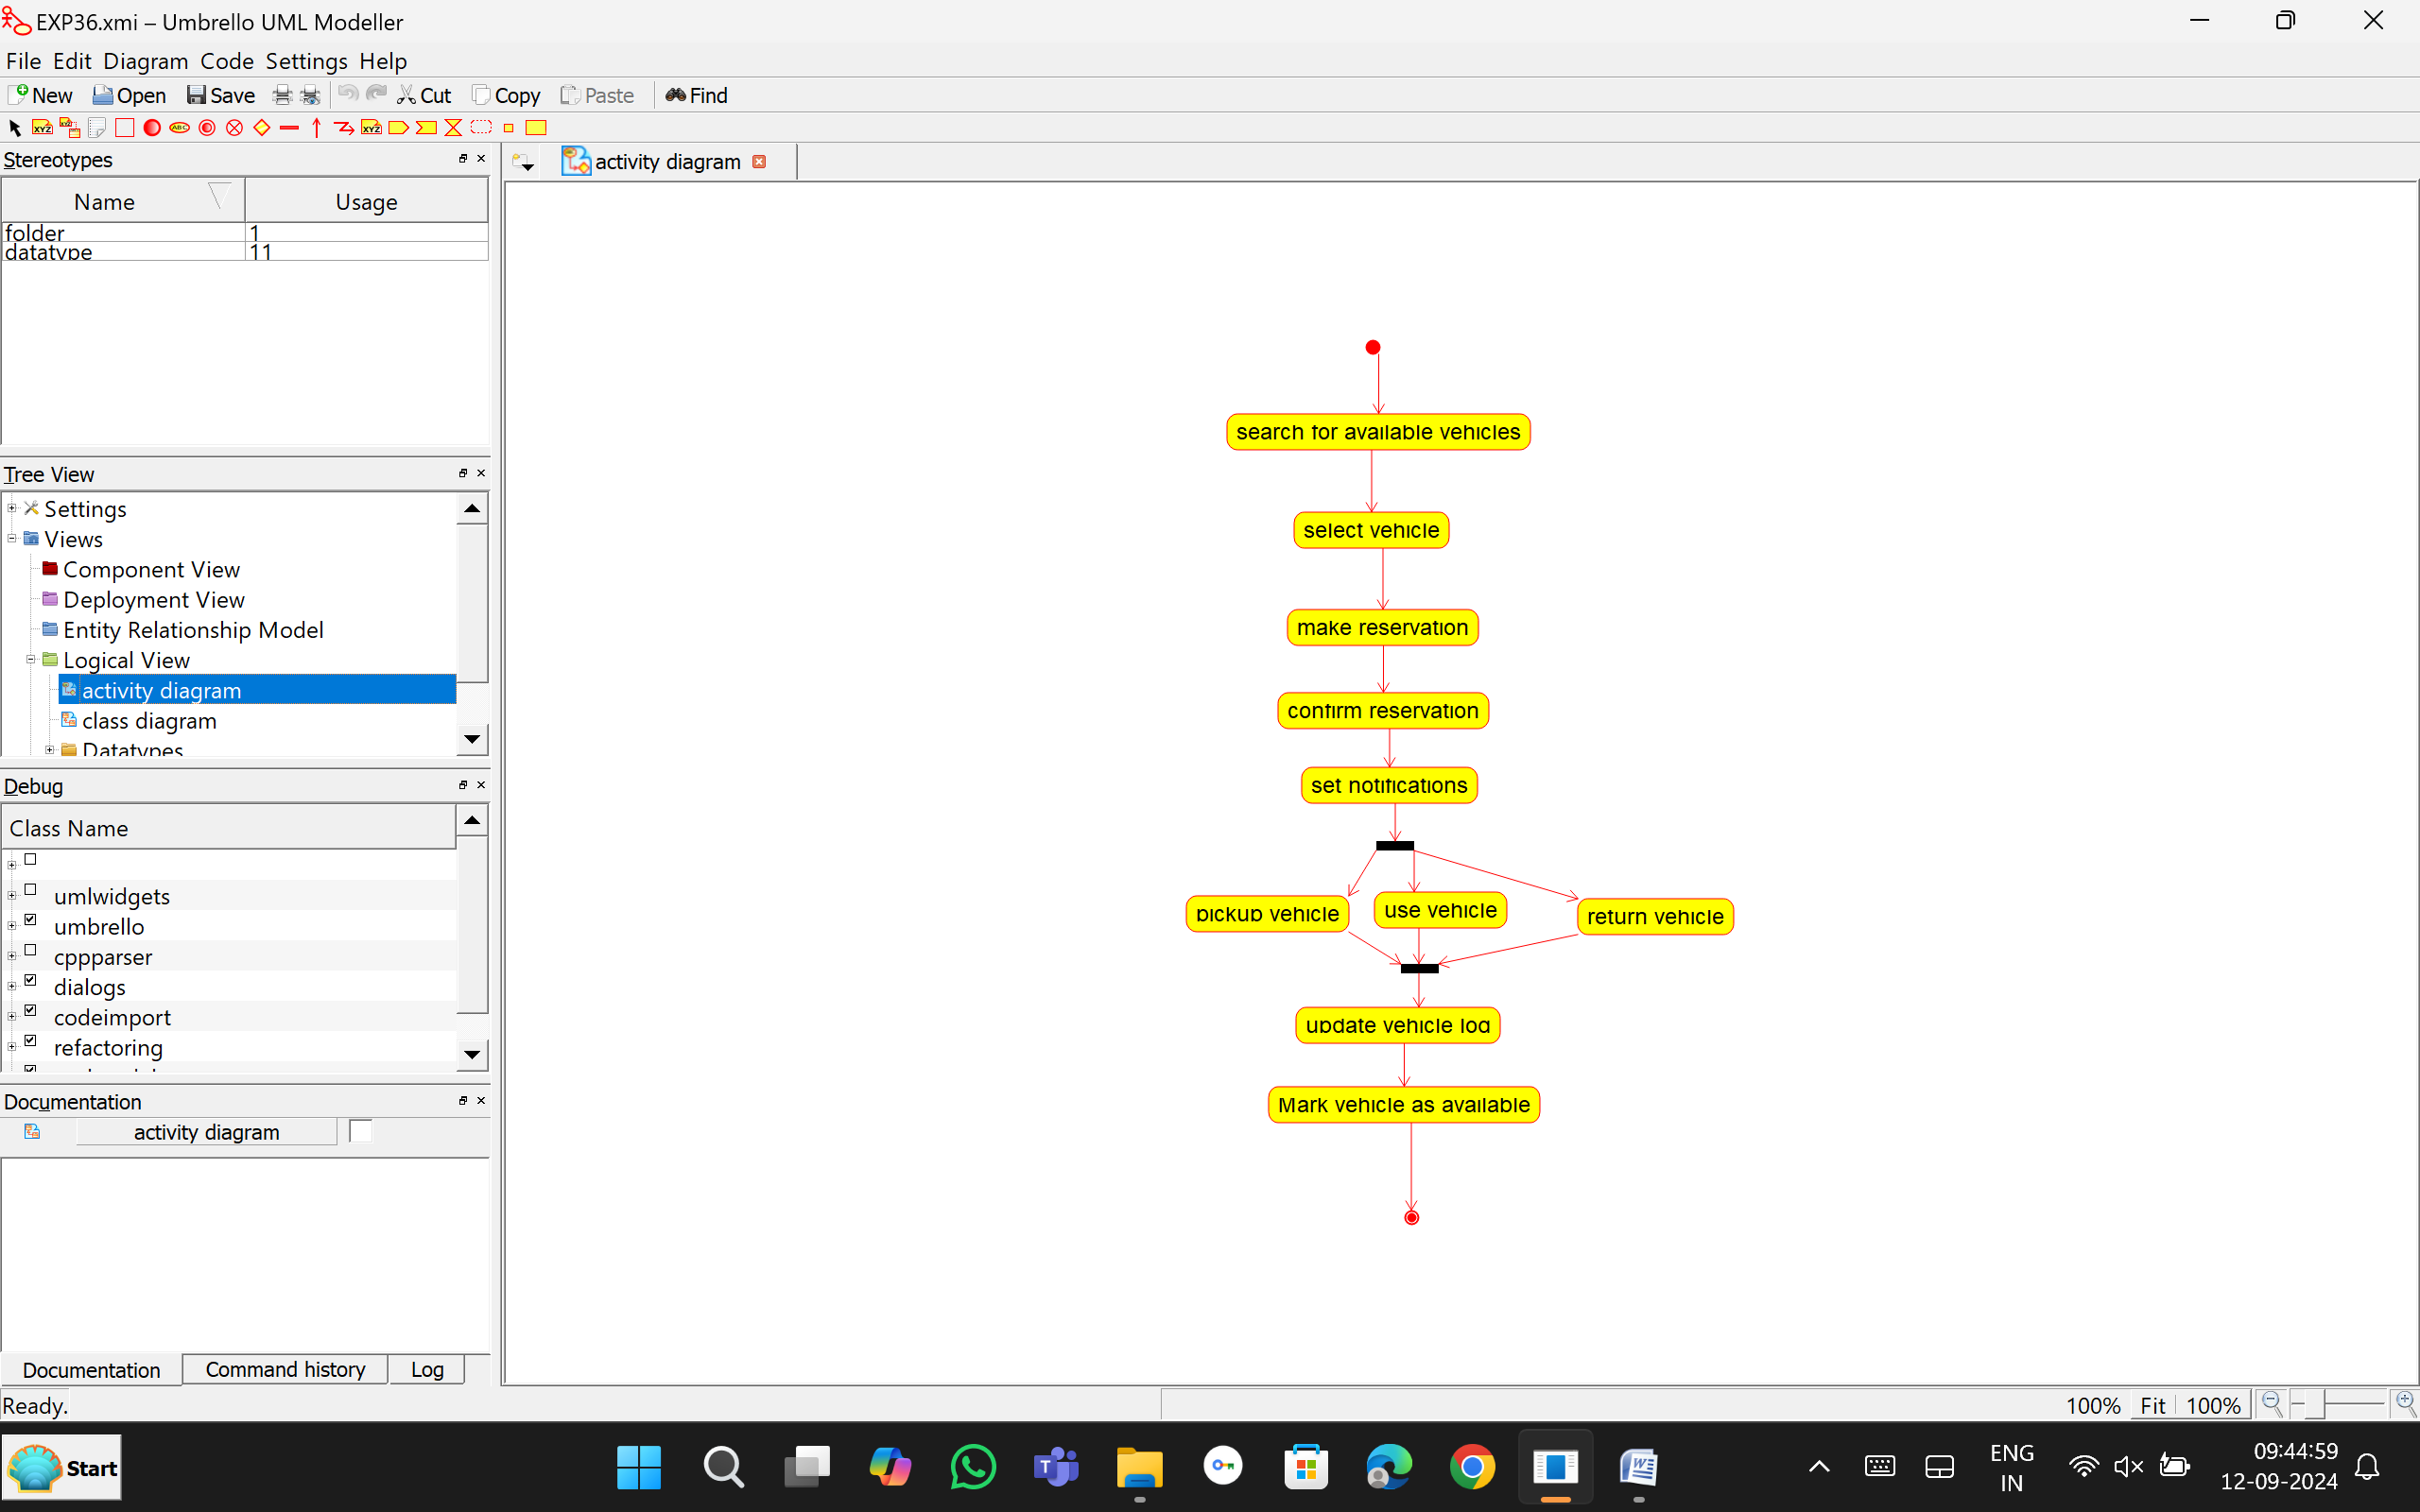 EXP36.xmi – Umbrello UML Modeller
File Edit Diagram Code Settings Help
New Open Save Cut Copy Paste Find
Stereotypes
Name Usage
folder 1
datatype 11
Tree View
Settings
Views
Component View
Deployment View
Entity Relationship Model
Logical View
activity diagram
class diagram
Datatypes
Debug
Class Name
umlwidgets
umbrello
cppparser
dialogs
codeimport
refactoring
Documentation
activity diagram
Documentation Command history Log
Ready.
activity diagram
search for available vehicles
select vehicle
make reservation
confirm reservation
set notifications
pickup vehicle use vehicle return vehicle
update vehicle log
Mark vehicle as available
100% Fit 100%
Start
ENG
IN
09:44:59
12-09-2024